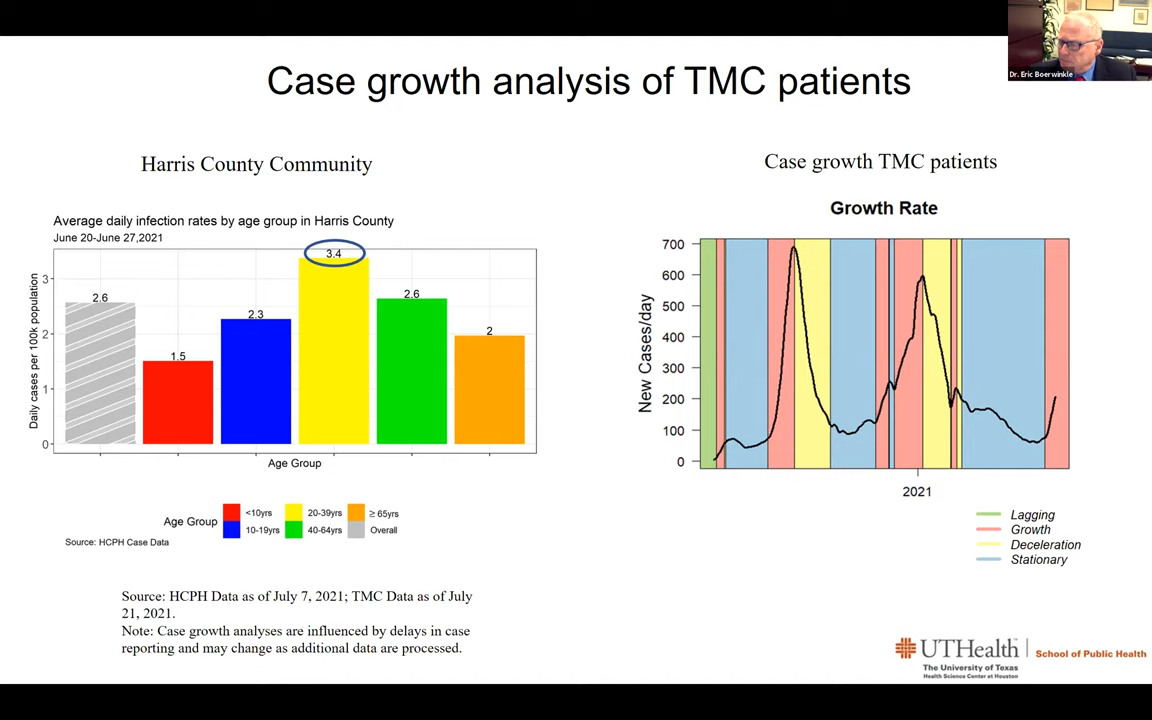 Dr. Eric Boerwinkle
Case growth analysis of TMC patients
Harris County Community
Average daily infection rates by age group in Harris County
June 20-June 27,2021
Daily cases per 100k population
3
2
1
0
2.6
1.5
2.3
3.4
2.6
2
Age Group
Age Group
<10yrs
20-39yrs
≥ 65yrs
10-19yrs
40-64yrs
Overall
Source: HCPH Case Data
Source: HCPH Data as of July 7, 2021; TMC Data as of July
21, 2021.
Note: Case growth analyses are influenced by delays in case
reporting and may change as additional data are processed.
Case growth TMC patients
Growth Rate
New Cases/day
700
600
500
400
300
200
100
0
2021
Lagging
Growth
Deceleration
Stationary
UTHealth
The University of Texas
Health Science Center at Houston
School of Public Health